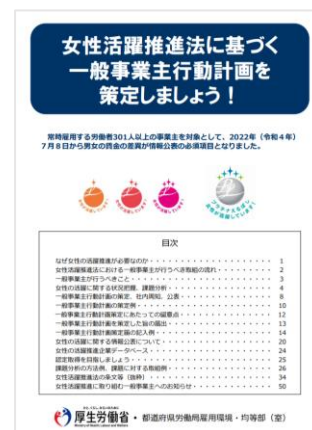 女性活躍推進法に基づく
一般事業主行動計画を
策定しましょう！
常時雇用する労働者301人以上の事業主を対象として、2022年（令和４年）
７月８日から男女の賃金の差異が情報公表の必須項目となりました。
目次
なぜ女性の活躍推進が必要なのか・・・・・・・・・・・・・・・ 1
女性活躍推進法における一般事業主が行うべき取組の流れ・・・・・ 2
一般事業主が行うべきこと・・・・・・・・・・・・・・・・・・ 3
女性の活躍に関する状況把握、課題分析・・・・・・・・・・・・ 4
一般事業主行動計画の策定、社内周知、公表・・・・・・・・・・ 8
一般事業主行動計画の策定例・・・・・・・・・・・・・・・・・ 10
一般事業主行動計画策定にあたっての留意点・・・・・・・・・・ 12
一般事業主行動計画を策定した旨の届出・・・・・・・・・・・・ 13
一般事業主行動計画策定届の記入例・・・・・・・・・・・・・・ 14
女性の活躍に関する情報公表について・・・・・・・・・・・・・ 20
女性の活躍推進企業データベース・・・・・・・・・・・・・・・ 24
認定取得を目指しましょう・・・・・・・・・・・・・・・・・・ 25
課題分析の方法例、課題に対する取組例・・・・・・・・・・・・ 26
女性活躍推進法の条文等（抜粋）・・・・・・・・・・・・・・・ 34
女性活躍推進に取り組む一般事業主へのお知らせ・・・・・・・・ 50
厚生労働省・都道府県労働局雇用環境・均等部（室）